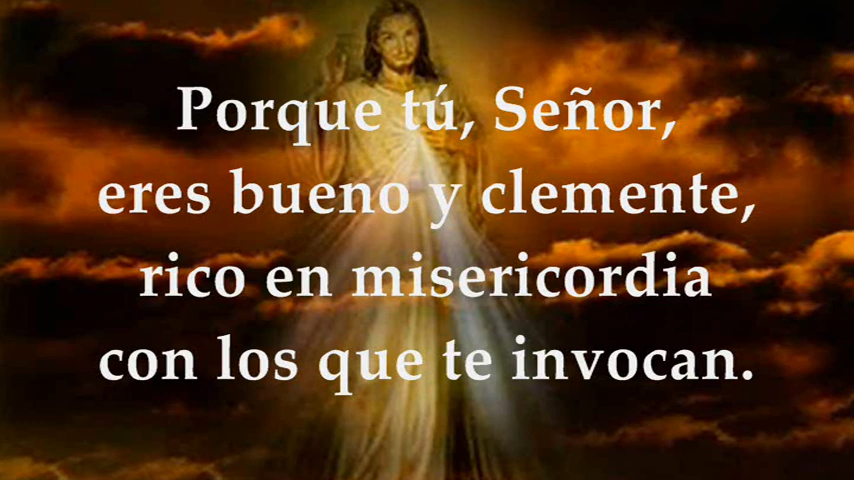 Porque tú, Señor,
eres bueno y clemente,
rico en misericordia
con los que te invocan.